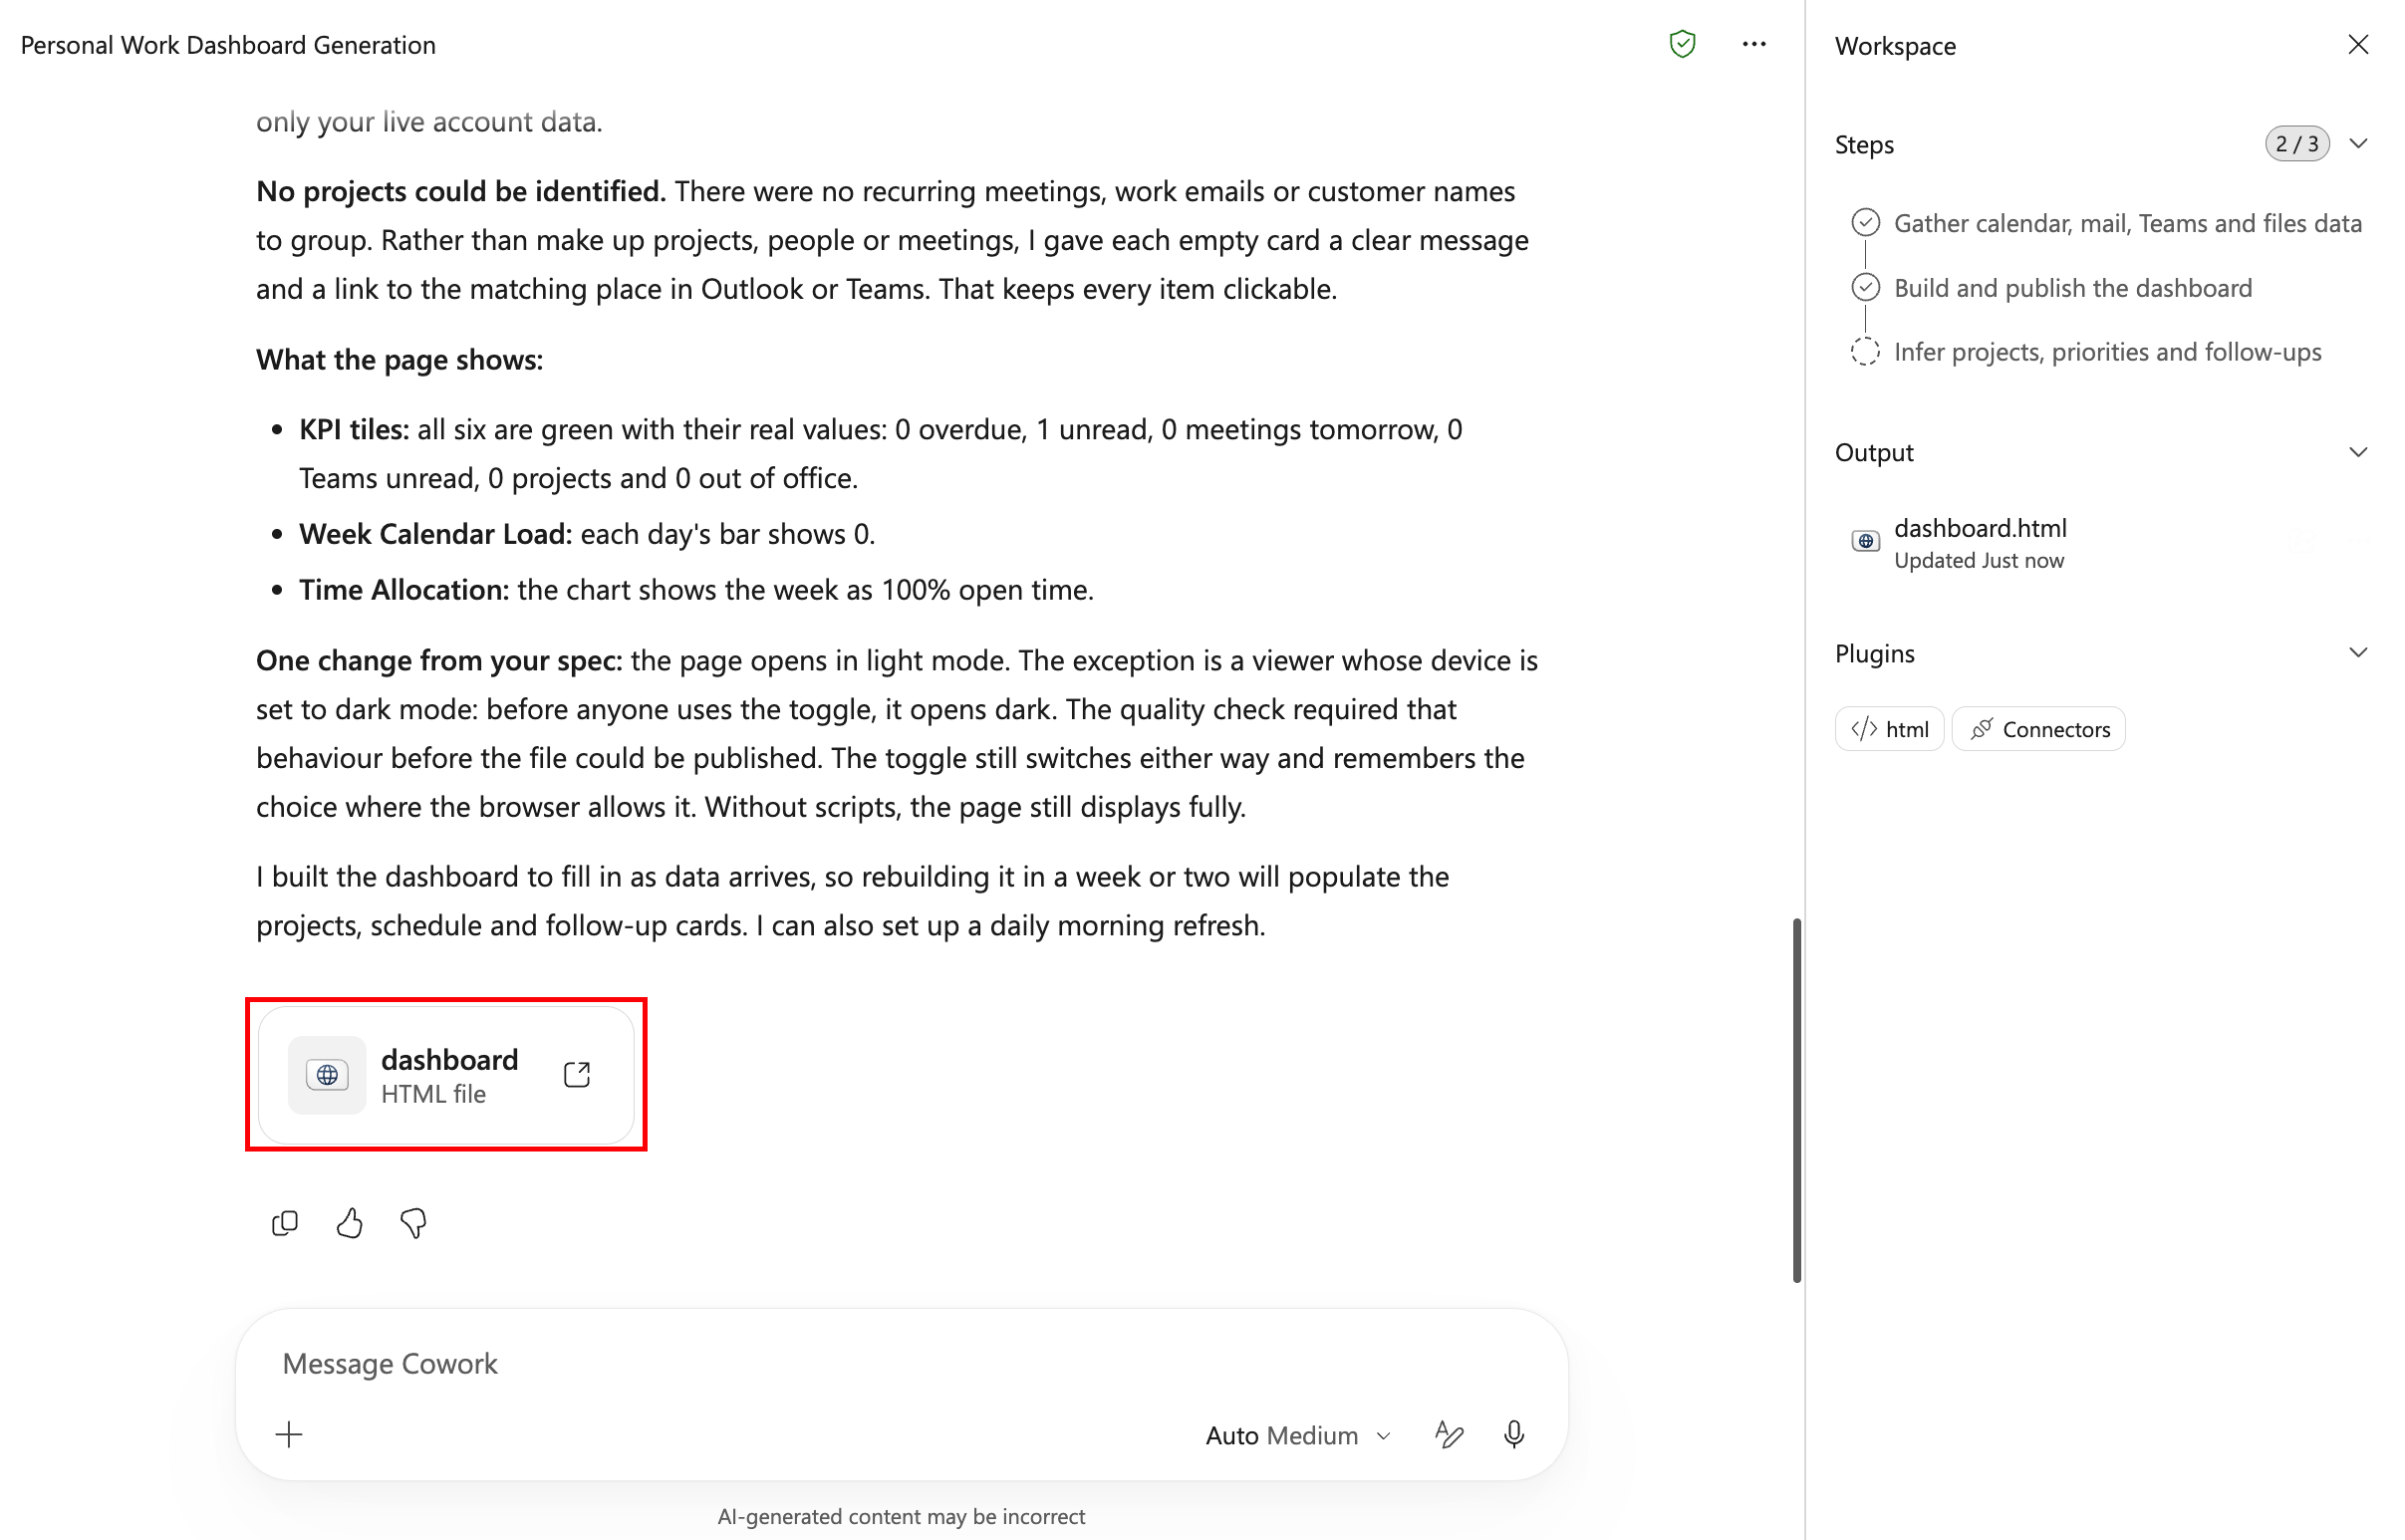 Personal Work Dashboard Generation
only your live account data.
No projects could be identified. There were no recurring meetings, work emails or customer names
to group. Rather than make up projects, people or meetings, I gave each empty card a clear message
and a link to the matching place in Outlook or Teams. That keeps every item clickable.
What the page shows:
• KPI tiles: all six are green with their real values: 0 overdue, 1 unread, 0 meetings tomorrow, 0
Teams unread, 0 projects and 0 out of office.
• Week Calendar Load: each day's bar shows 0.
• Time Allocation: the chart shows the week as 100% open time.
One change from your spec: the page opens in light mode. The exception is a viewer whose device is
set to dark mode: before anyone uses the toggle, it opens dark. The quality check required that
behaviour before the file could be published. The toggle still switches either way and remembers the
choice where the browser allows it. Without scripts, the page still displays fully.
I built the dashboard to fill in as data arrives, so rebuilding it in a week or two will populate the
projects, schedule and follow-up cards. I can also set up a daily morning refresh.
dashboard
HTML file
Message Cowork
Auto Medium
AI-generated content may be incorrect
Workspace
Steps
2 / 3
Gather calendar, mail, Teams and files data
Build and publish the dashboard
Infer projects, priorities and follow-ups
Output
dashboard.html
Updated Just now
Plugins
</> html
Connectors